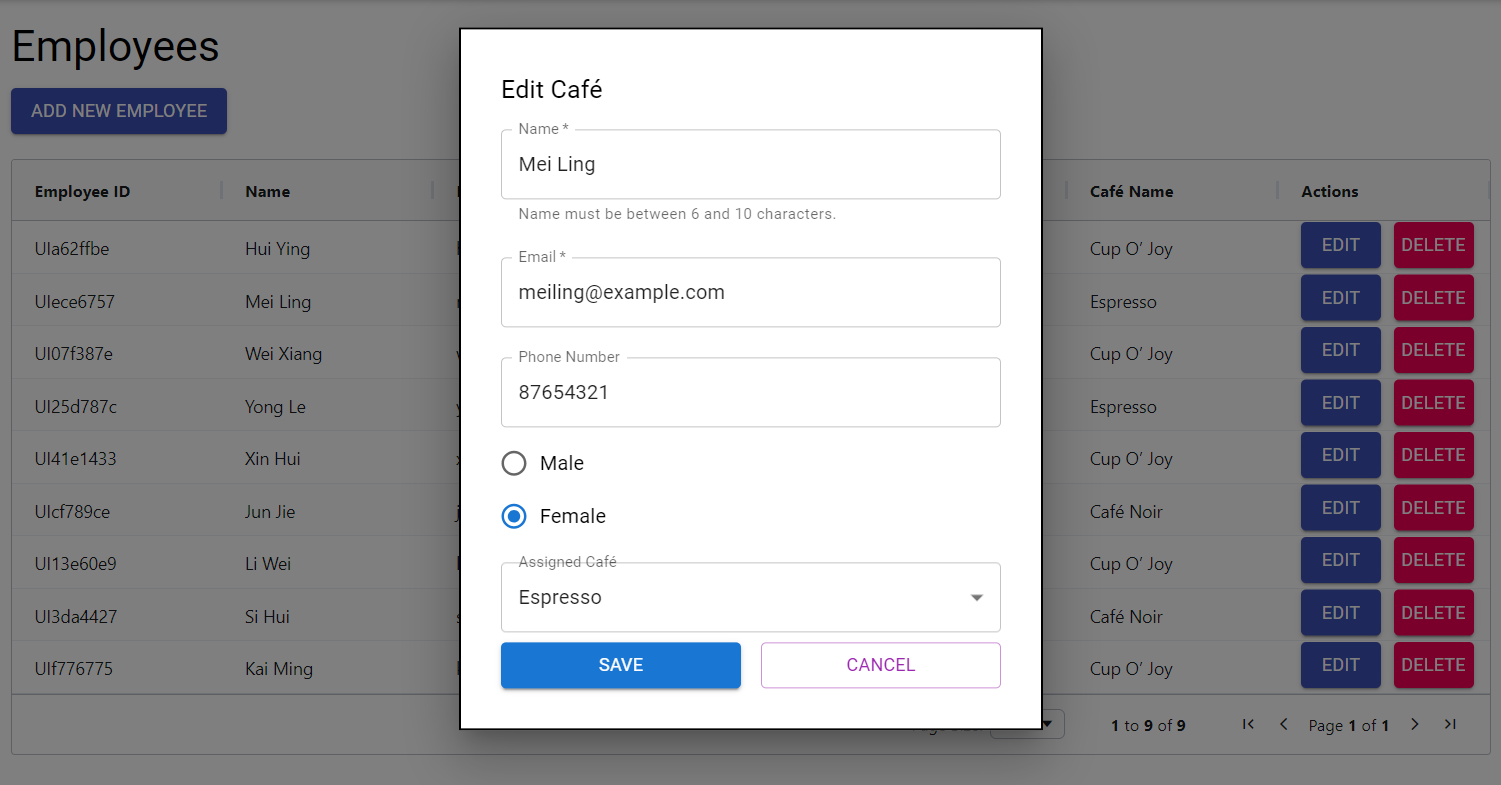 Employees
ADD NEW EMPLOYEE
Employee ID Name Café Name Actions
UIa62ffbe Hui Ying Cup O’ Joy EDIT DELETE
UIece6757 Mei Ling Espresso EDIT DELETE
UI07f387e Wei Xiang Cup O’ Joy EDIT DELETE
UI25d787c Yong Le Espresso EDIT DELETE
UI41e1433 Xin Hui Cup O’ Joy EDIT DELETE
UIcf789ce Jun Jie Café Noir EDIT DELETE
UI13e60e9 Li Wei Cup O’ Joy EDIT DELETE
UI3da4427 Si Hui Café Noir EDIT DELETE
UIf776775 Kai Ming Cup O’ Joy EDIT DELETE
1 to 9 of 9 Page 1 of 1
Edit Café
Name *
Mei Ling
Name must be between 6 and 10 characters.
Email *
meiling@example.com
Phone Number
87654321
Male
Female
Assigned Café
Espresso
SAVE CANCEL